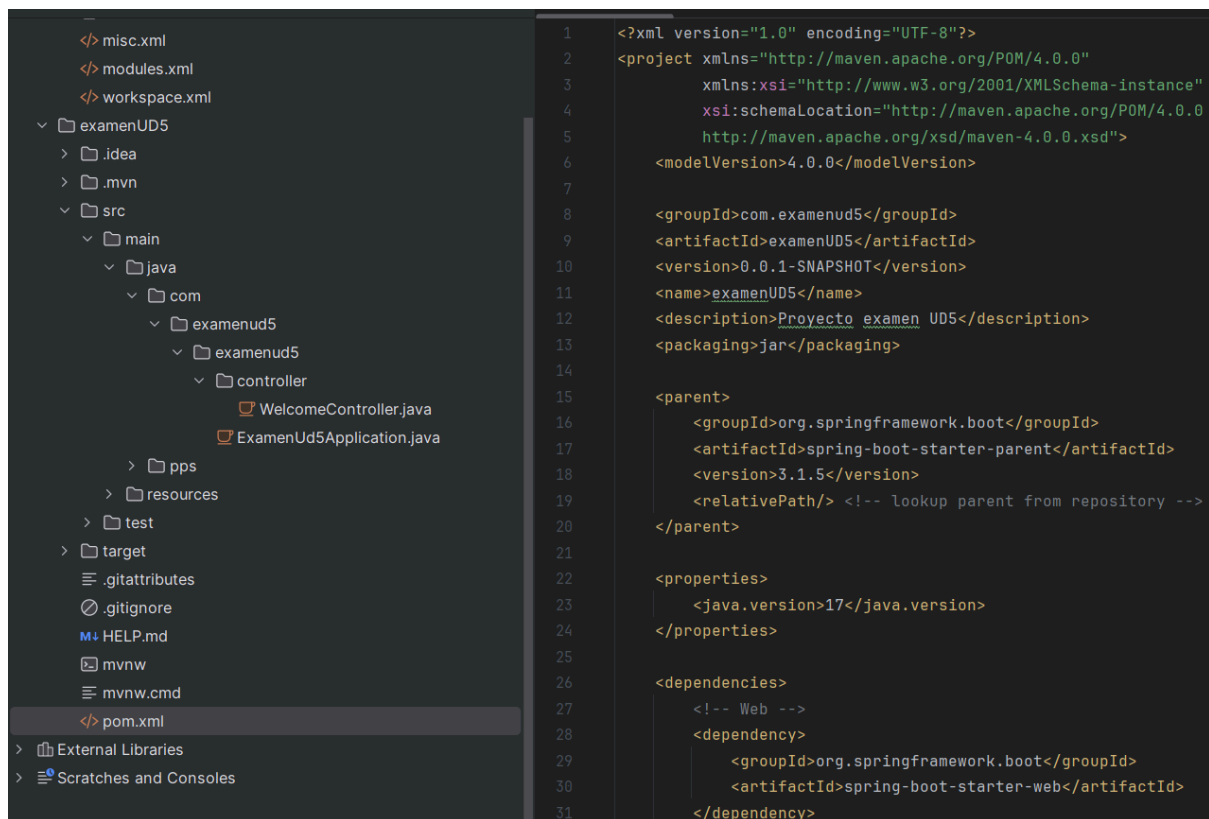 misc.xml
modules.xml
workspace.xml
examenUD5
.idea
.mvn
src
main
java
com
examenud5
examenud5
controller
WelcomeController.java
ExamenUd5Application.java
pps
resources
test
target
.gitattributes
.gitignore
M↓ HELP.md
mvnw
mvnw.cmd
pom.xml
External Libraries
Scratches and Consoles
1 <?xml version="1.0" encoding="UTF-8"?>
2 <project xmlns="http://maven.apache.org/POM/4.0.0"
3 xmlns:xsi="http://www.w3.org/2001/XMLSchema-instance"
4 xsi:schemaLocation="http://maven.apache.org/POM/4.0.0
5 http://maven.apache.org/xsd/maven-4.0.0.xsd">
6 <modelVersion>4.0.0</modelVersion>
7
8 <groupId>com.examenud5</groupId>
9 <artifactId>examenUD5</artifactId>
10 <version>0.0.1-SNAPSHOT</version>
11 <name>examenUD5</name>
12 <description>Proyecto examen UD5</description>
13 <packaging>jar</packaging>
14
15 <parent>
16 <groupId>org.springframework.boot</groupId>
17 <artifactId>spring-boot-starter-parent</artifactId>
18 <version>3.1.5</version>
19 <relativePath/> <!-- lookup parent from repository -->
20 </parent>
21
22 <properties>
23 <java.version>17</java.version>
24 </properties>
25
26 <dependencies>
27 <!-- Web -->
28 <dependency>
29 <groupId>org.springframework.boot</groupId>
30 <artifactId>spring-boot-starter-web</artifactId>
31 </dependency>